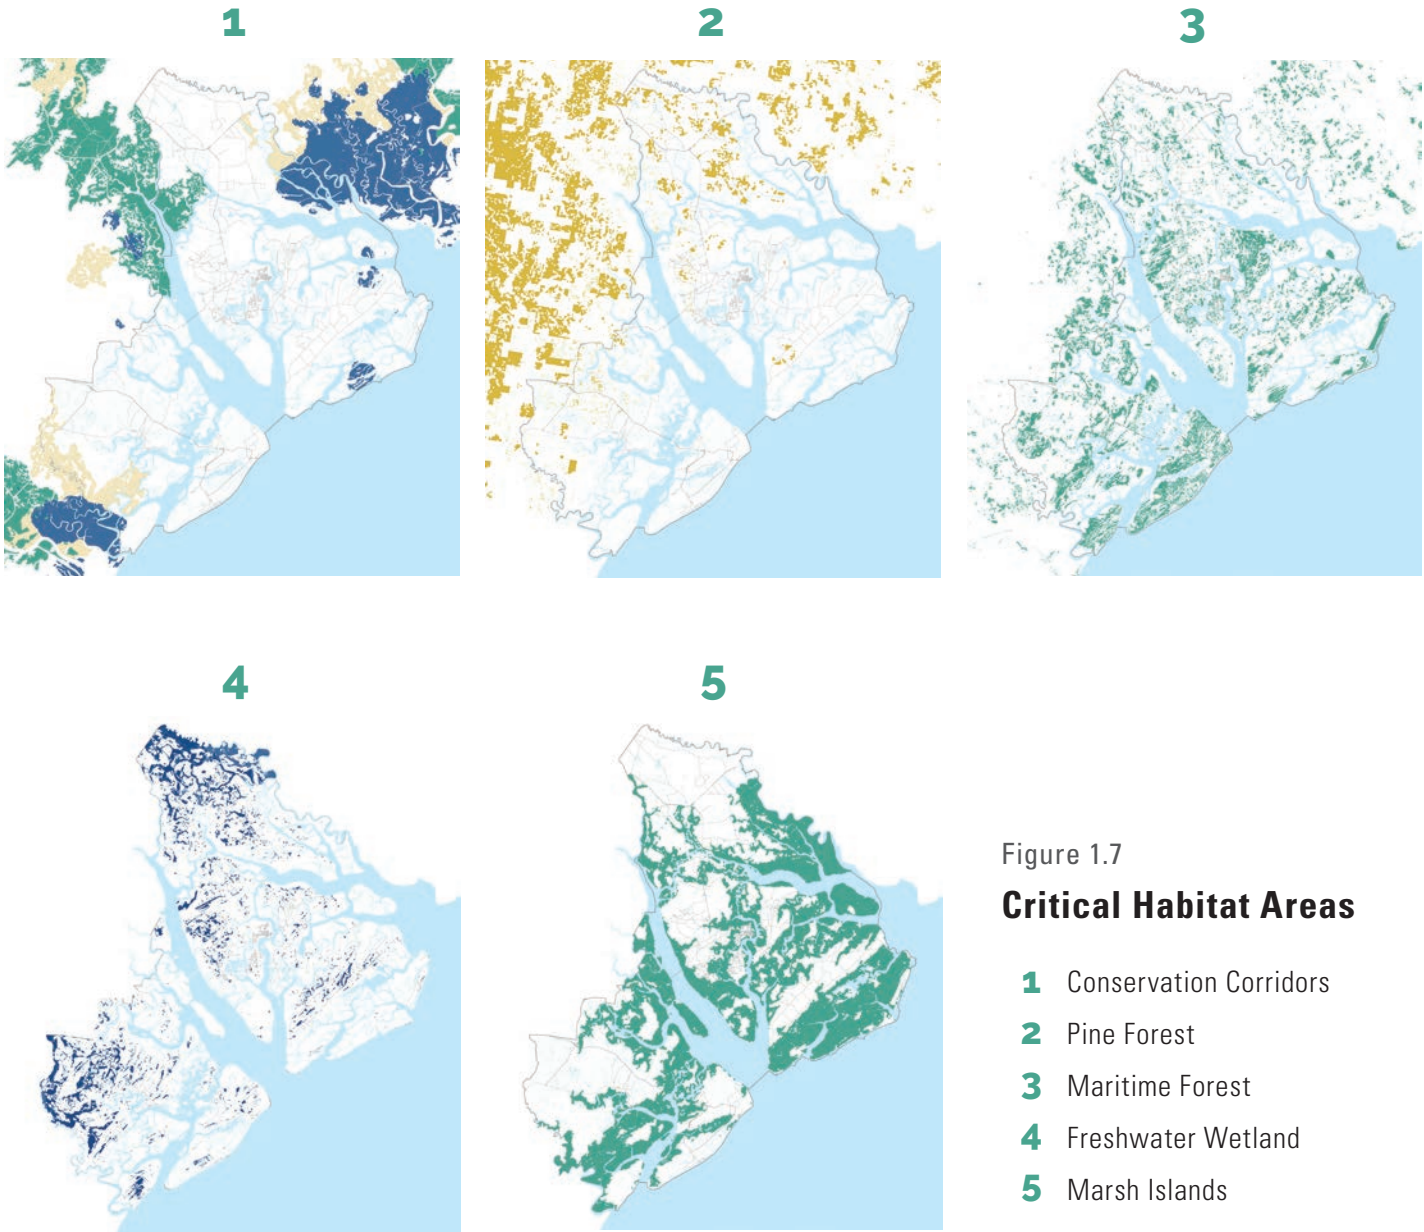 1
2
3
4
5
Figure 1.7
Critical Habitat Areas
1 Conservation Corridors
2 Pine Forest
3 Maritime Forest
4 Freshwater Wetland
5 Marsh Islands